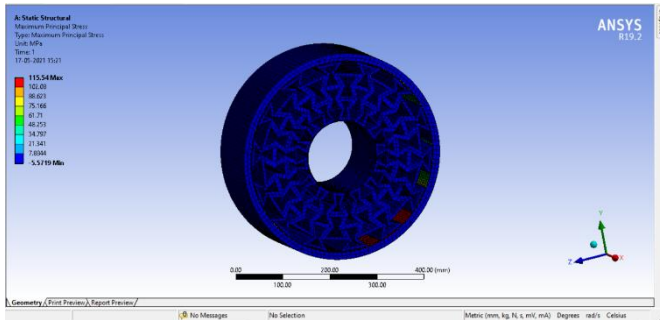 A: Static Structural
Maximum Principal Stress
Type: Maximum Principal Stress
Unit: MPa
Time: 1
17-05-2021 15:21
115.54 Max
102.08
88.623
75.166
61.71
48.253
34.797
21.341
7.8844
-5.5719 Min
ANSYS
R19.2
0.00
200.00
400.00 (mm)
100.00
300.00
Y
Z
X
Geometry Print Preview Report Preview
No Messages
No Selection
Metric (mm, kg, N, s, mV, mA) Degrees rad/s Celsius